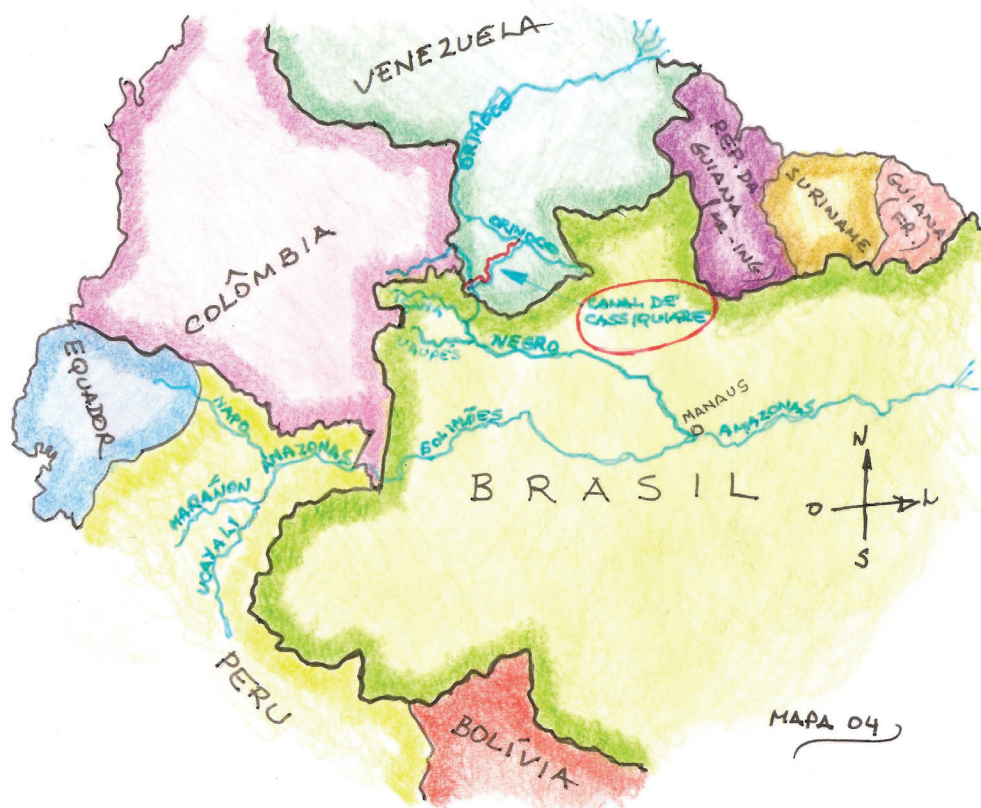 VENEZUELA
ORINOCO
REP. DA
GUIANA
(EX-ING)
SURINAME
GUIANA
(FR.)
ORINOCO
COLÔMBIA
CANAL DE
CASSIQUIARE
UAUPÉS
NEGRO
EQUADOR
MANAUS
NAPO
AMAZONAS
SOLIMÕES
AMAZONAS
MARAÑON
UCAYALI
BRASIL
N
O
L
S
PERU
BOLÍVIA
MAPA 04